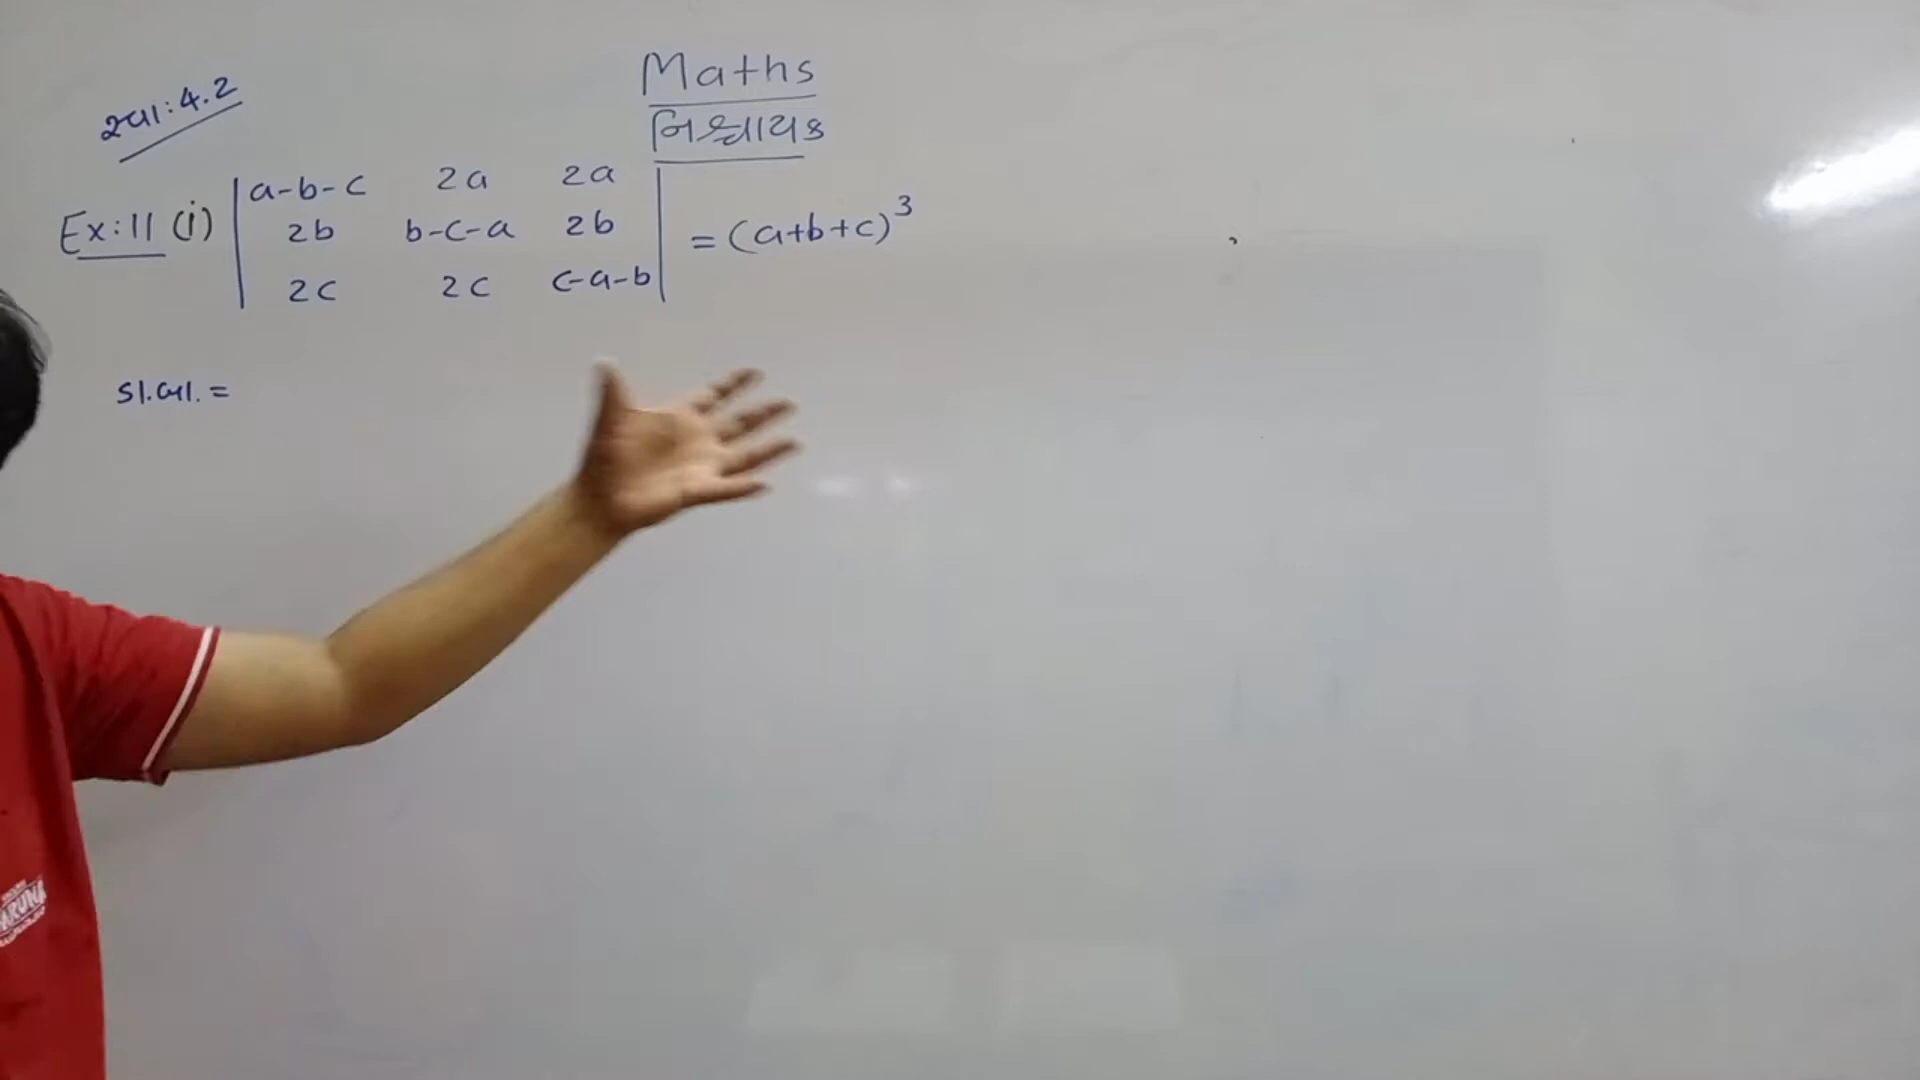 Maths
નિશ્ચાયક
સ્વા: 4.2
Ex: 11 (i) | a-b-c 2a 2a |
| 2b b-c-a 2b | = (a+b+c)³
| 2c 2c c-a-b |
ડા.બા. =